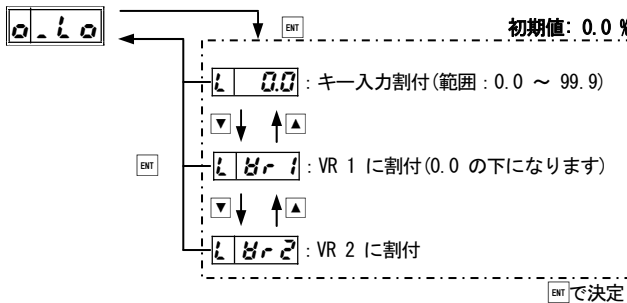 o_Lo
ENT
初期値: 0.0 %
L 0.0 : キー入力割付(範囲 : 0.0 ～ 99.9)
▼ ▲
ENT
L Vr 1 : VR 1 に割付(0.0 の下になります)
▼ ▲
L Vr 2 : VR 2 に割付
ENTで決定